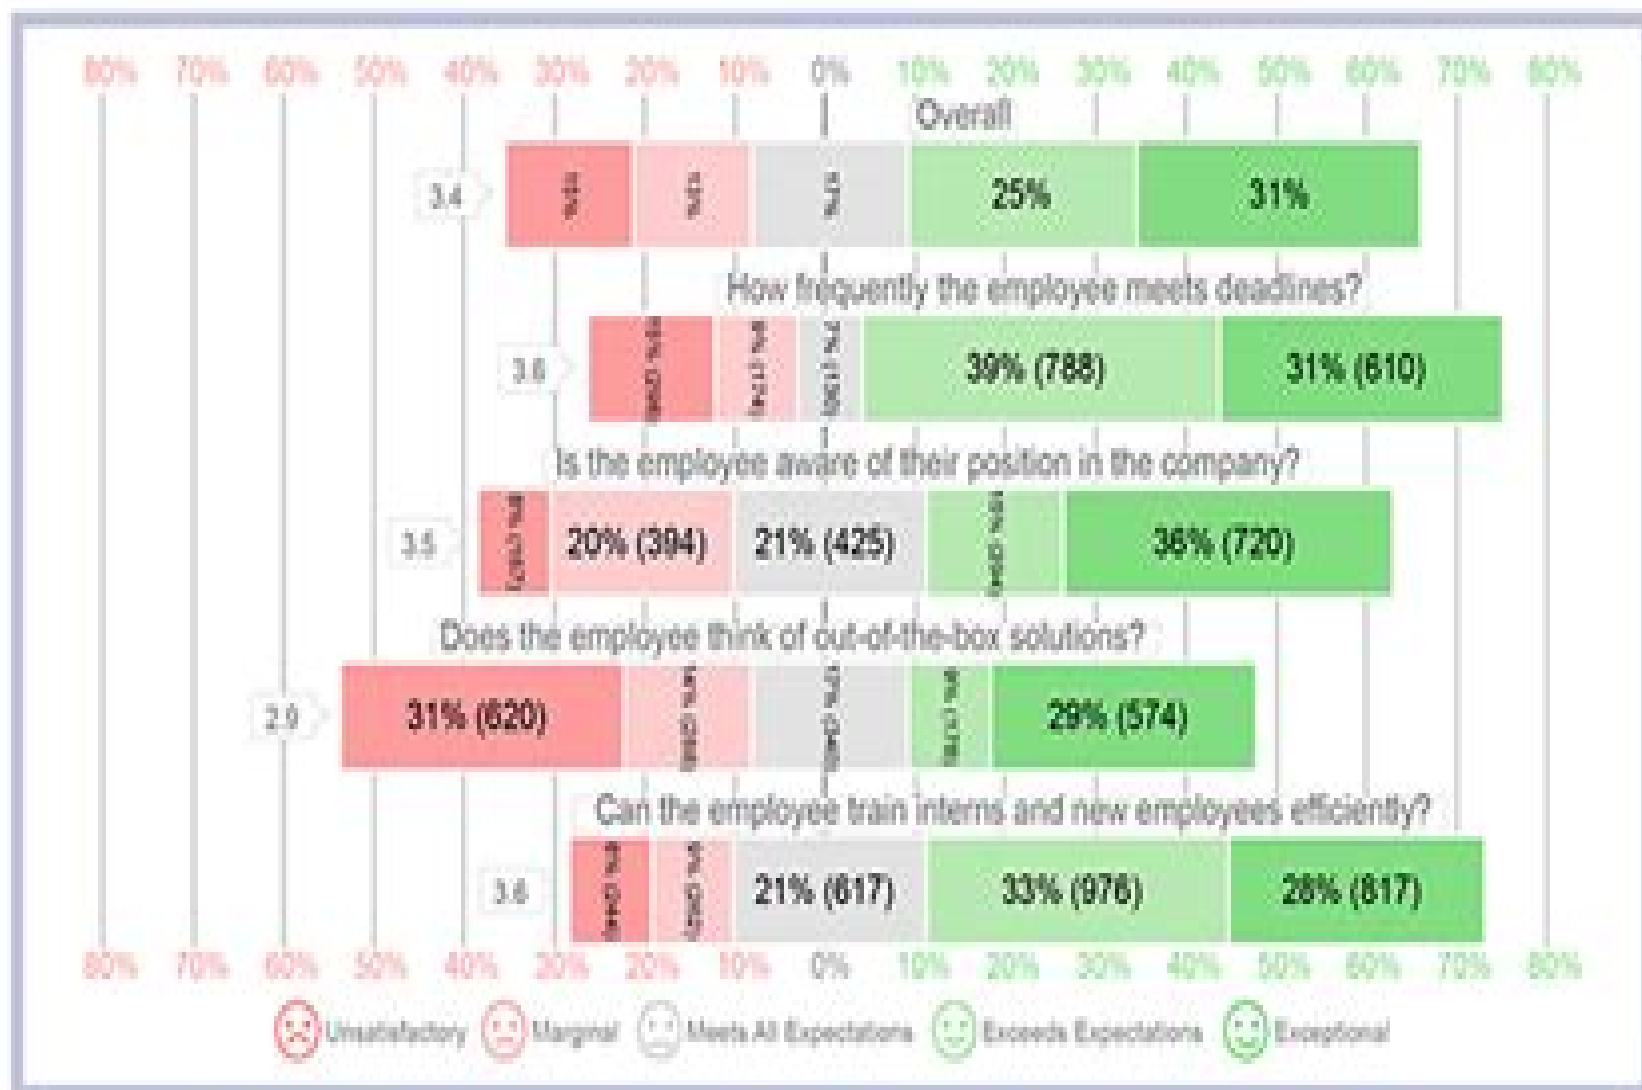 80% 70% 60% 50% 40% 30% 20% 10% 0% 10% 20% 30% 40% 50% 60% 70% 80%
Overall
3.4 25% 31%
How frequently the employee meets deadlines?
39% (788) 31% (610)
Is the employee aware of their position in the company?
3.5 20% (394) 21% (425) 36% (720)
Does the employee think of out-of-the-box solutions?
2.9 31% (620) 29% (574)
Can the employee train interns and new employees efficiently?
3.6 21% (617) 33% (976) 28% (817)
80% 70% 60% 50% 40% 30% 20% 10% 0% 10% 20% 30% 40% 50% 60% 70% 80%
Unsatisfactory Marginal Meets All Expectations Exceeds Expectations Exceptional